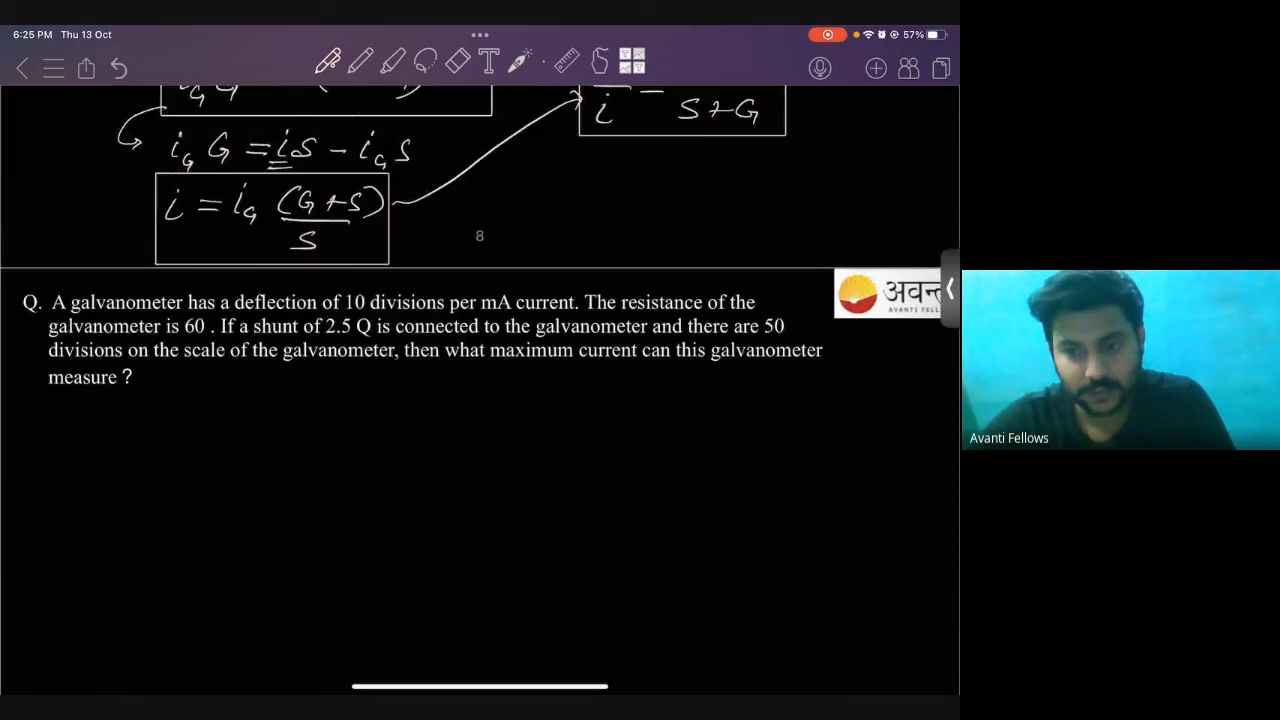 6:25 PM Thu 13 Oct
57%
i_G G
i S+G
i_G G = iS - i_G S
i = i_G (G+S)
S
8
Q. A galvanometer has a deflection of 10 divisions per mA current. The resistance of the
galvanometer is 60 . If a shunt of 2.5 Q is connected to the galvanometer and there are 50
divisions on the scale of the galvanometer, then what maximum current can this galvanometer
measure ?
AVANTI FELL
Avanti Fellows